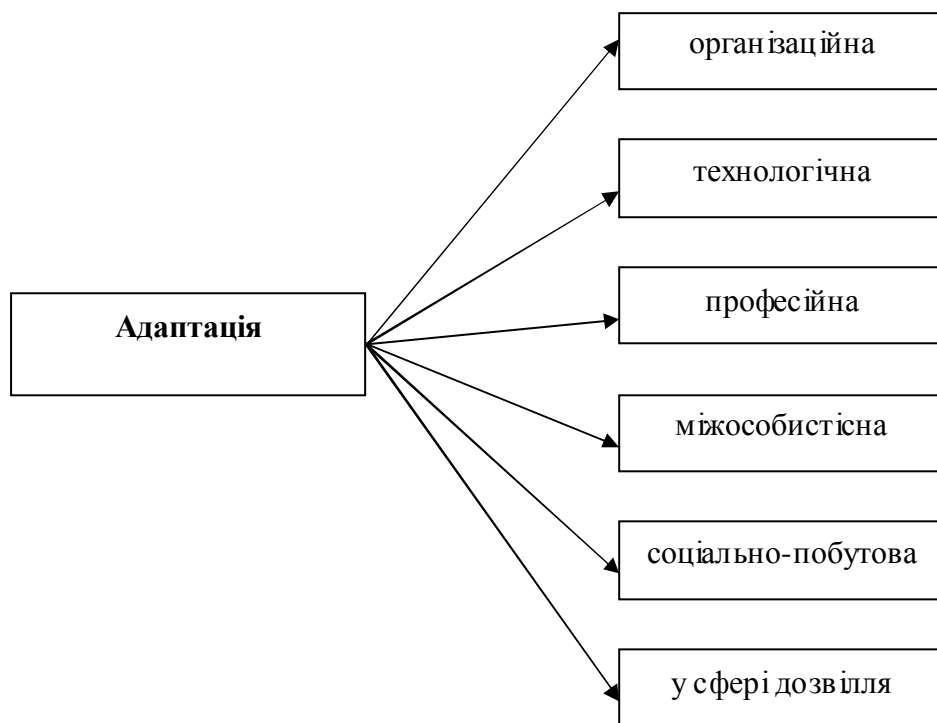 організаційна
технологічна
професійна
Адаптація
міжособистісна
соціально-побутова
у сфері дозвілля